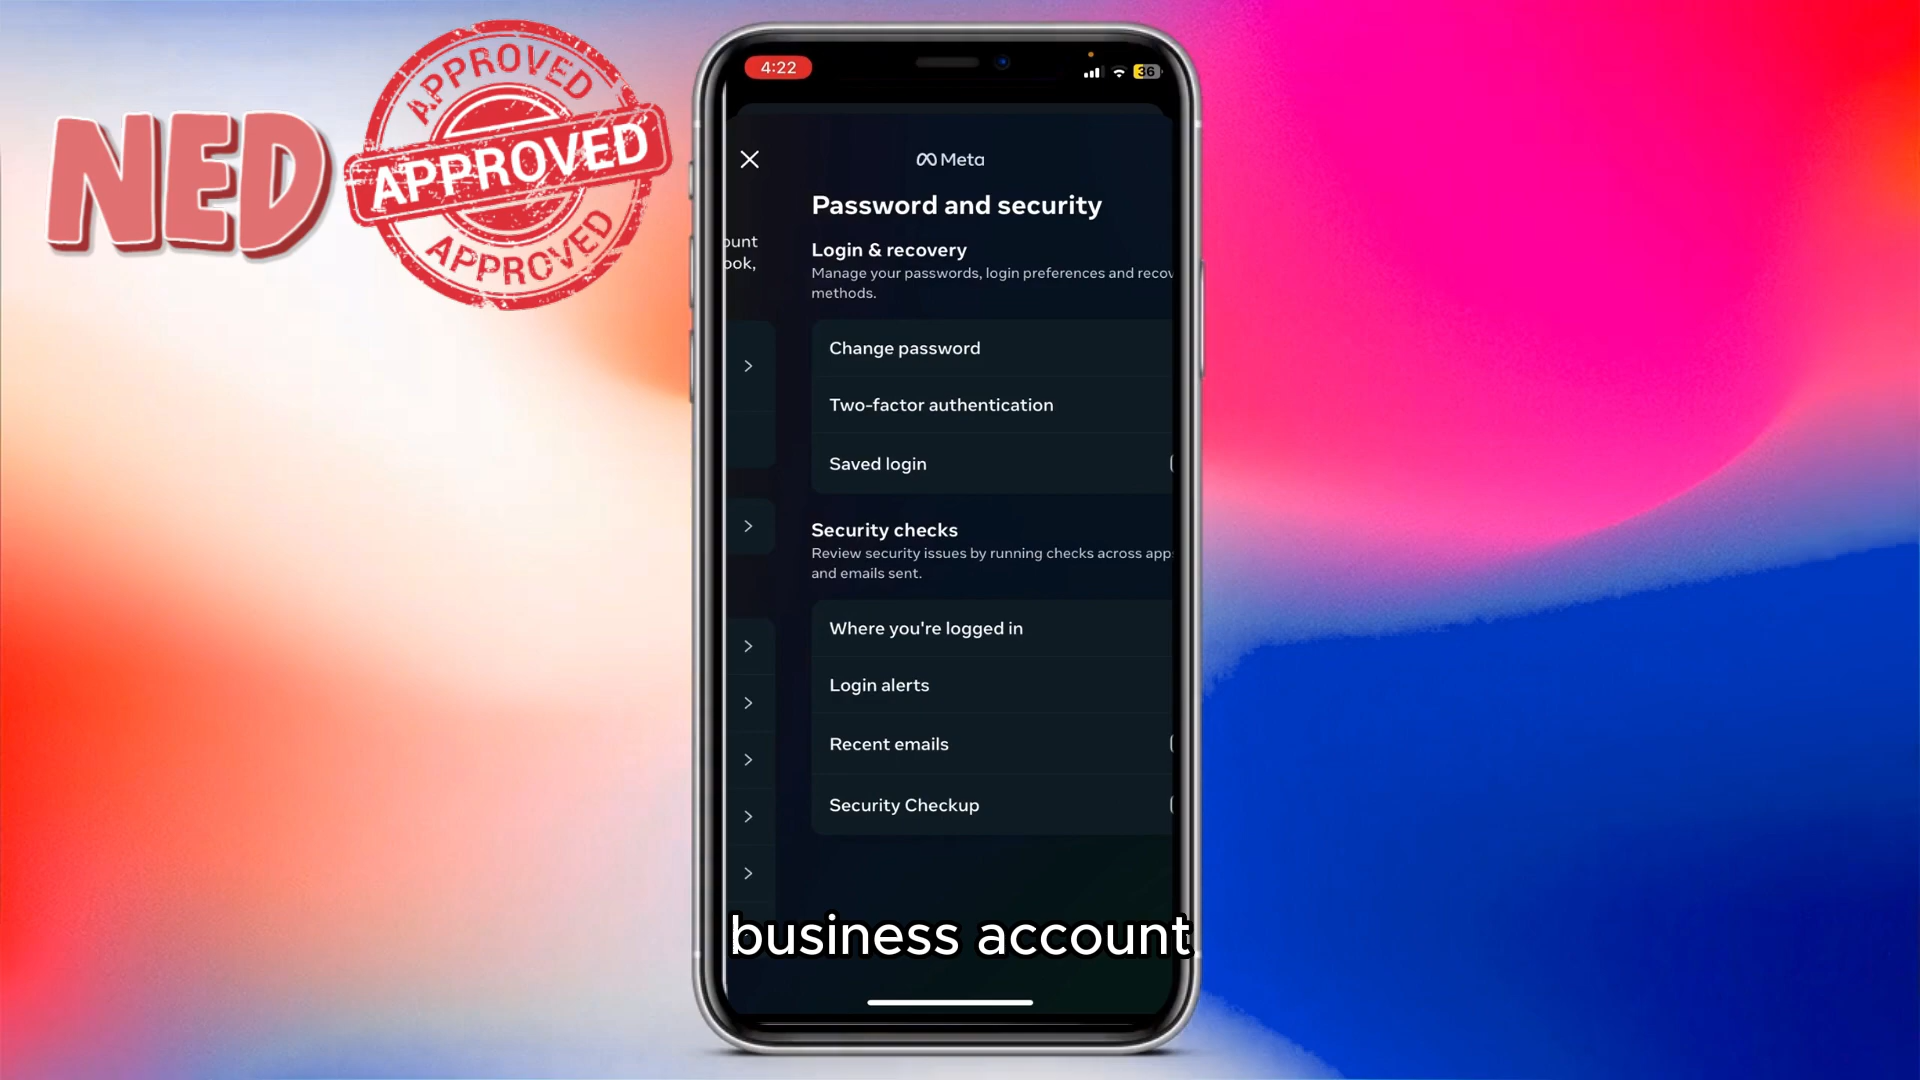 NED
APPROVED
APPROVED
APPROVED
4:22
36
Meta
Password and security
ount
ook,
Login & recovery
Manage your passwords, login preferences and recov
methods.
Change password
Two-factor authentication
Saved login
Security checks
Review security issues by running checks across app
and emails sent.
Where you're logged in
Login alerts
Recent emails
Security Checkup
business account